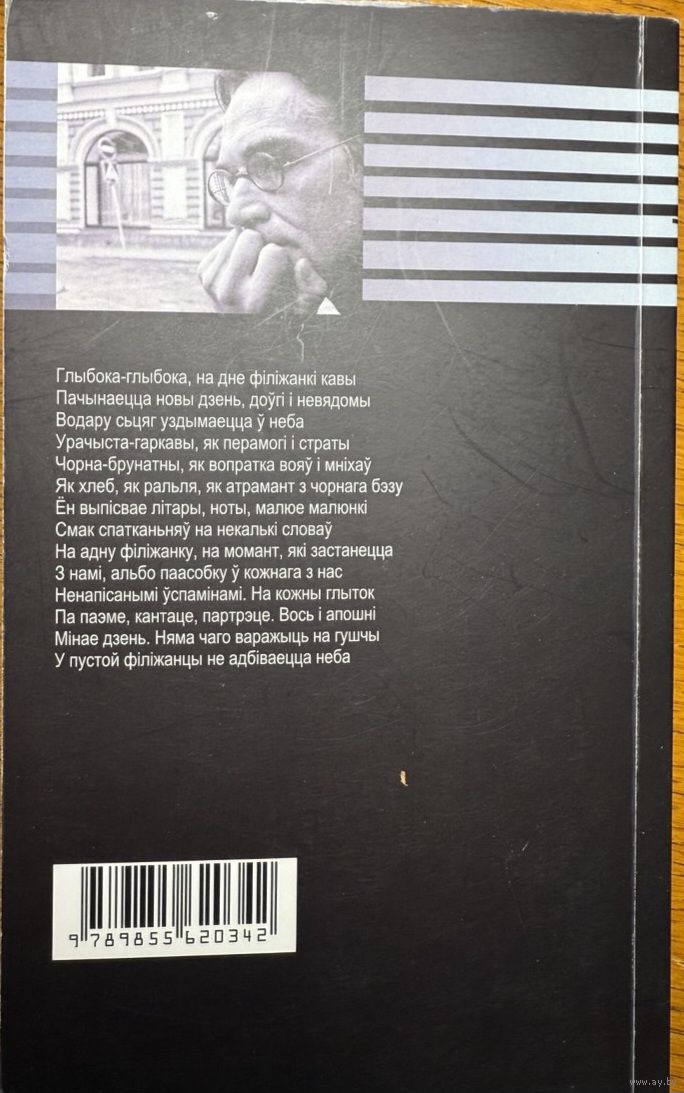 Глыбока-глыбока, на дне філіжанкі кавы
Пачынаецца новы дзень, доўгі і невядомы
Водару сьцяг уздымаецца ў неба
Урачыста-гаркавы, як перамогі і страты
Чорна-брунатны, як вопратка вояў і мніхаў
Як хлеб, як ральля, як атрамант з чорнага бэзу
Ён выпісвае літары, ноты, малюе малюнкі
Смак спатканьняў на некалькі словаў
На адну філіжанку, на момант, які застанецца
З намі, альбо паасобку ў кожнага з нас
Ненапісанымі ўспамінамі. На кожны глыток
Па паэме, кантаце, партрэце. Вось і апошні
Мінае дзень. Няма чаго варажыць на гушчы
У пустой філіжанцы не адбіваецца неба
9 789855 620342
www.ay.by